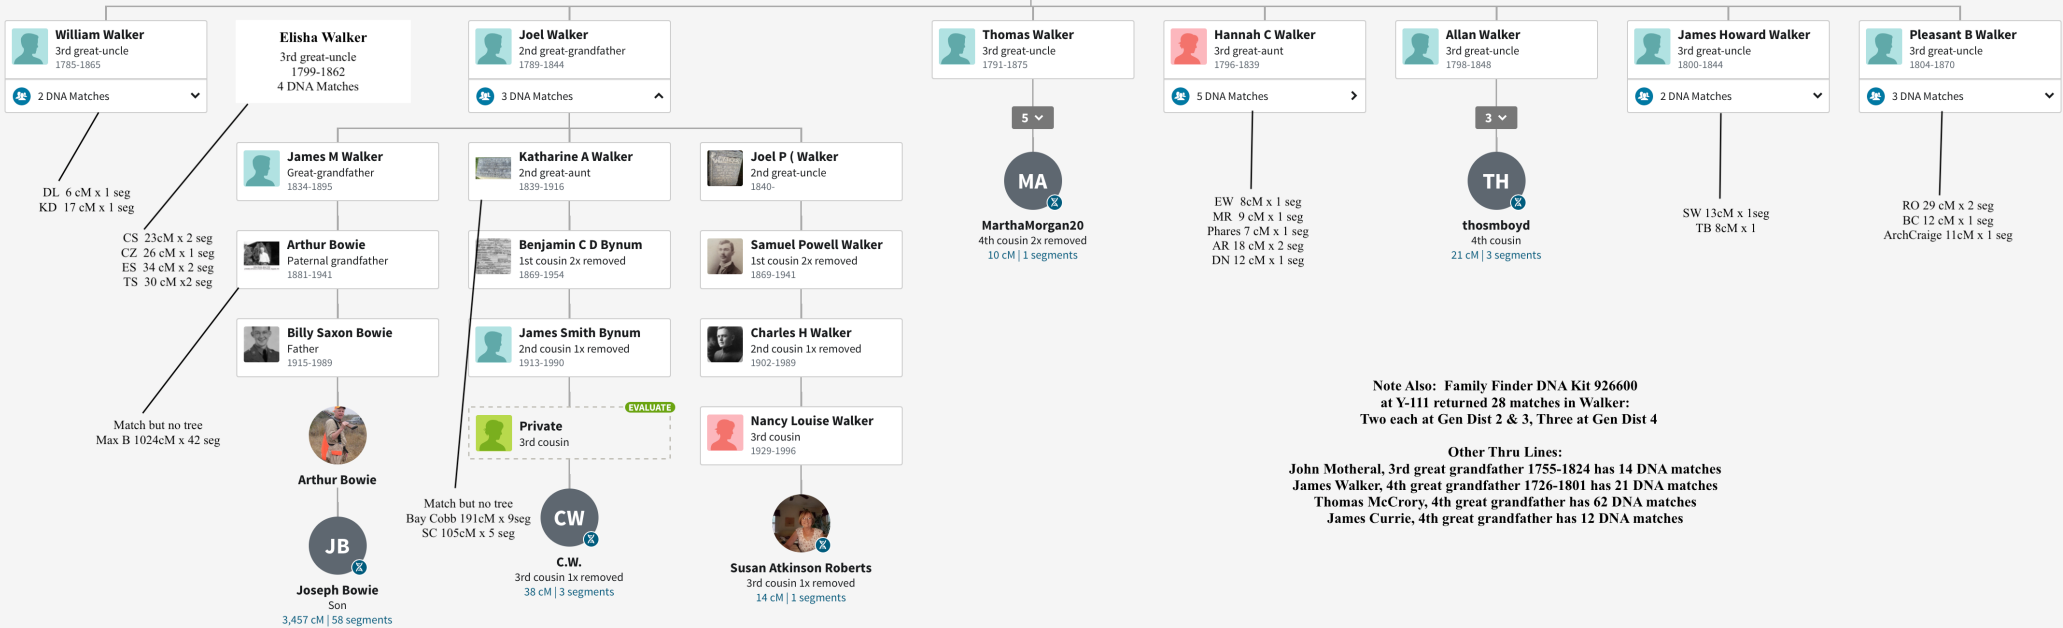 William Walker
3rd great-uncle
1785-1865
2 DNA Matches
DL 6 cM x 1 seg
KD 17 cM x 1 seg
Elisha Walker
3rd great-uncle
1799-1862
4 DNA Matches
CS 23cM x 2 seg
CZ 26 cM x 1 seg
ES 34 cM x 2 seg
TS 30 cM x2 seg
Joel Walker
2nd great-grandfather
1789-1844
3 DNA Matches
James M Walker
Great-grandfather
1834-1895
Arthur Bowie
Paternal grandfather
1881-1941
Match but no tree
Max B 1024cM x 42 seg
Billy Saxon Bowie
Father
1915-1989
Arthur Bowie
JB
Joseph Bowie
Son
3,457 cM | 58 segments
Katharine A Walker
2nd great-aunt
1839-1916
Benjamin C D Bynum
1st cousin 2x removed
1869-1954
James Smith Bynum
2nd cousin 1x removed
1913-1990
EVALUATE
Private
3rd cousin
Match but no tree
Bay Cobb 191cM x 9seg
SC 105cM x 5 seg
CW
C.W.
3rd cousin 1x removed
38 cM | 3 segments
Joel P ( Walker
2nd great-uncle
1840-
Samuel Powell Walker
1st cousin 2x removed
1869-1941
Charles H Walker
2nd cousin 1x removed
1902-1989
Nancy Louise Walker
3rd cousin
1929-1996
Susan Atkinson Roberts
3rd cousin 1x removed
14 cM | 1 segments
Thomas Walker
3rd great-uncle
1791-1875
5
MA
MarthaMorgan20
4th cousin 2x removed
10 cM | 1 segments
Hannah C Walker
3rd great-aunt
1796-1839
5 DNA Matches
EW 8cM x 1 seg
MR 9 cM x 1 seg
Phares 7 cM x 1 seg
AR 18 cM x 2 seg
DN 12 cM x 1 seg
Allan Walker
3rd great-uncle
1798-1848
3
TH
thosmboyd
4th cousin
21 cM | 3 segments
James Howard Walker
3rd great-uncle
1800-1844
2 DNA Matches
SW 13cM x 1seg
TB 8cM x 1
Pleasant B Walker
3rd great-uncle
1804-1870
3 DNA Matches
RO 29 cM x 2 seg
BC 12 cM x 1 seg
ArchCraige 11cM x 1 seg
Note Also: Family Finder DNA Kit 926600
at Y-111 returned 28 matches in Walker:
Two each at Gen Dist 2 & 3, Three at Gen Dist 4
Other Thru Lines:
John Motheral, 3rd great grandfather 1755-1824 has 14 DNA matches
James Walker, 4th great grandfather 1726-1801 has 21 DNA matches
Thomas McCrory, 4th great grandfather has 62 DNA matches
James Currie, 4th great grandfather has 12 DNA matches